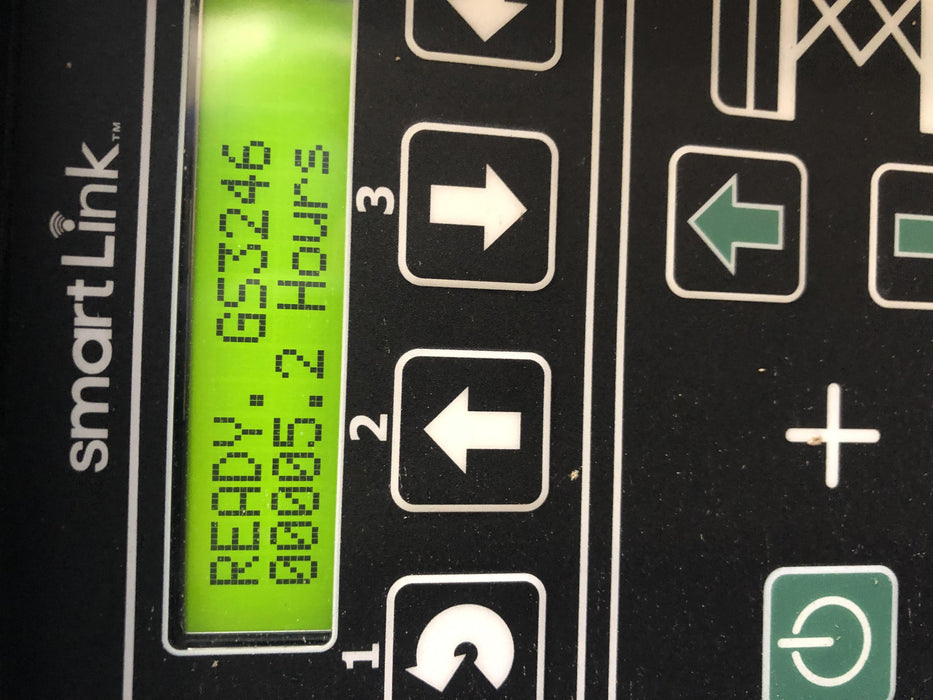 smartLink™
READY. GS3246
00005.2 Hours
1
2
3